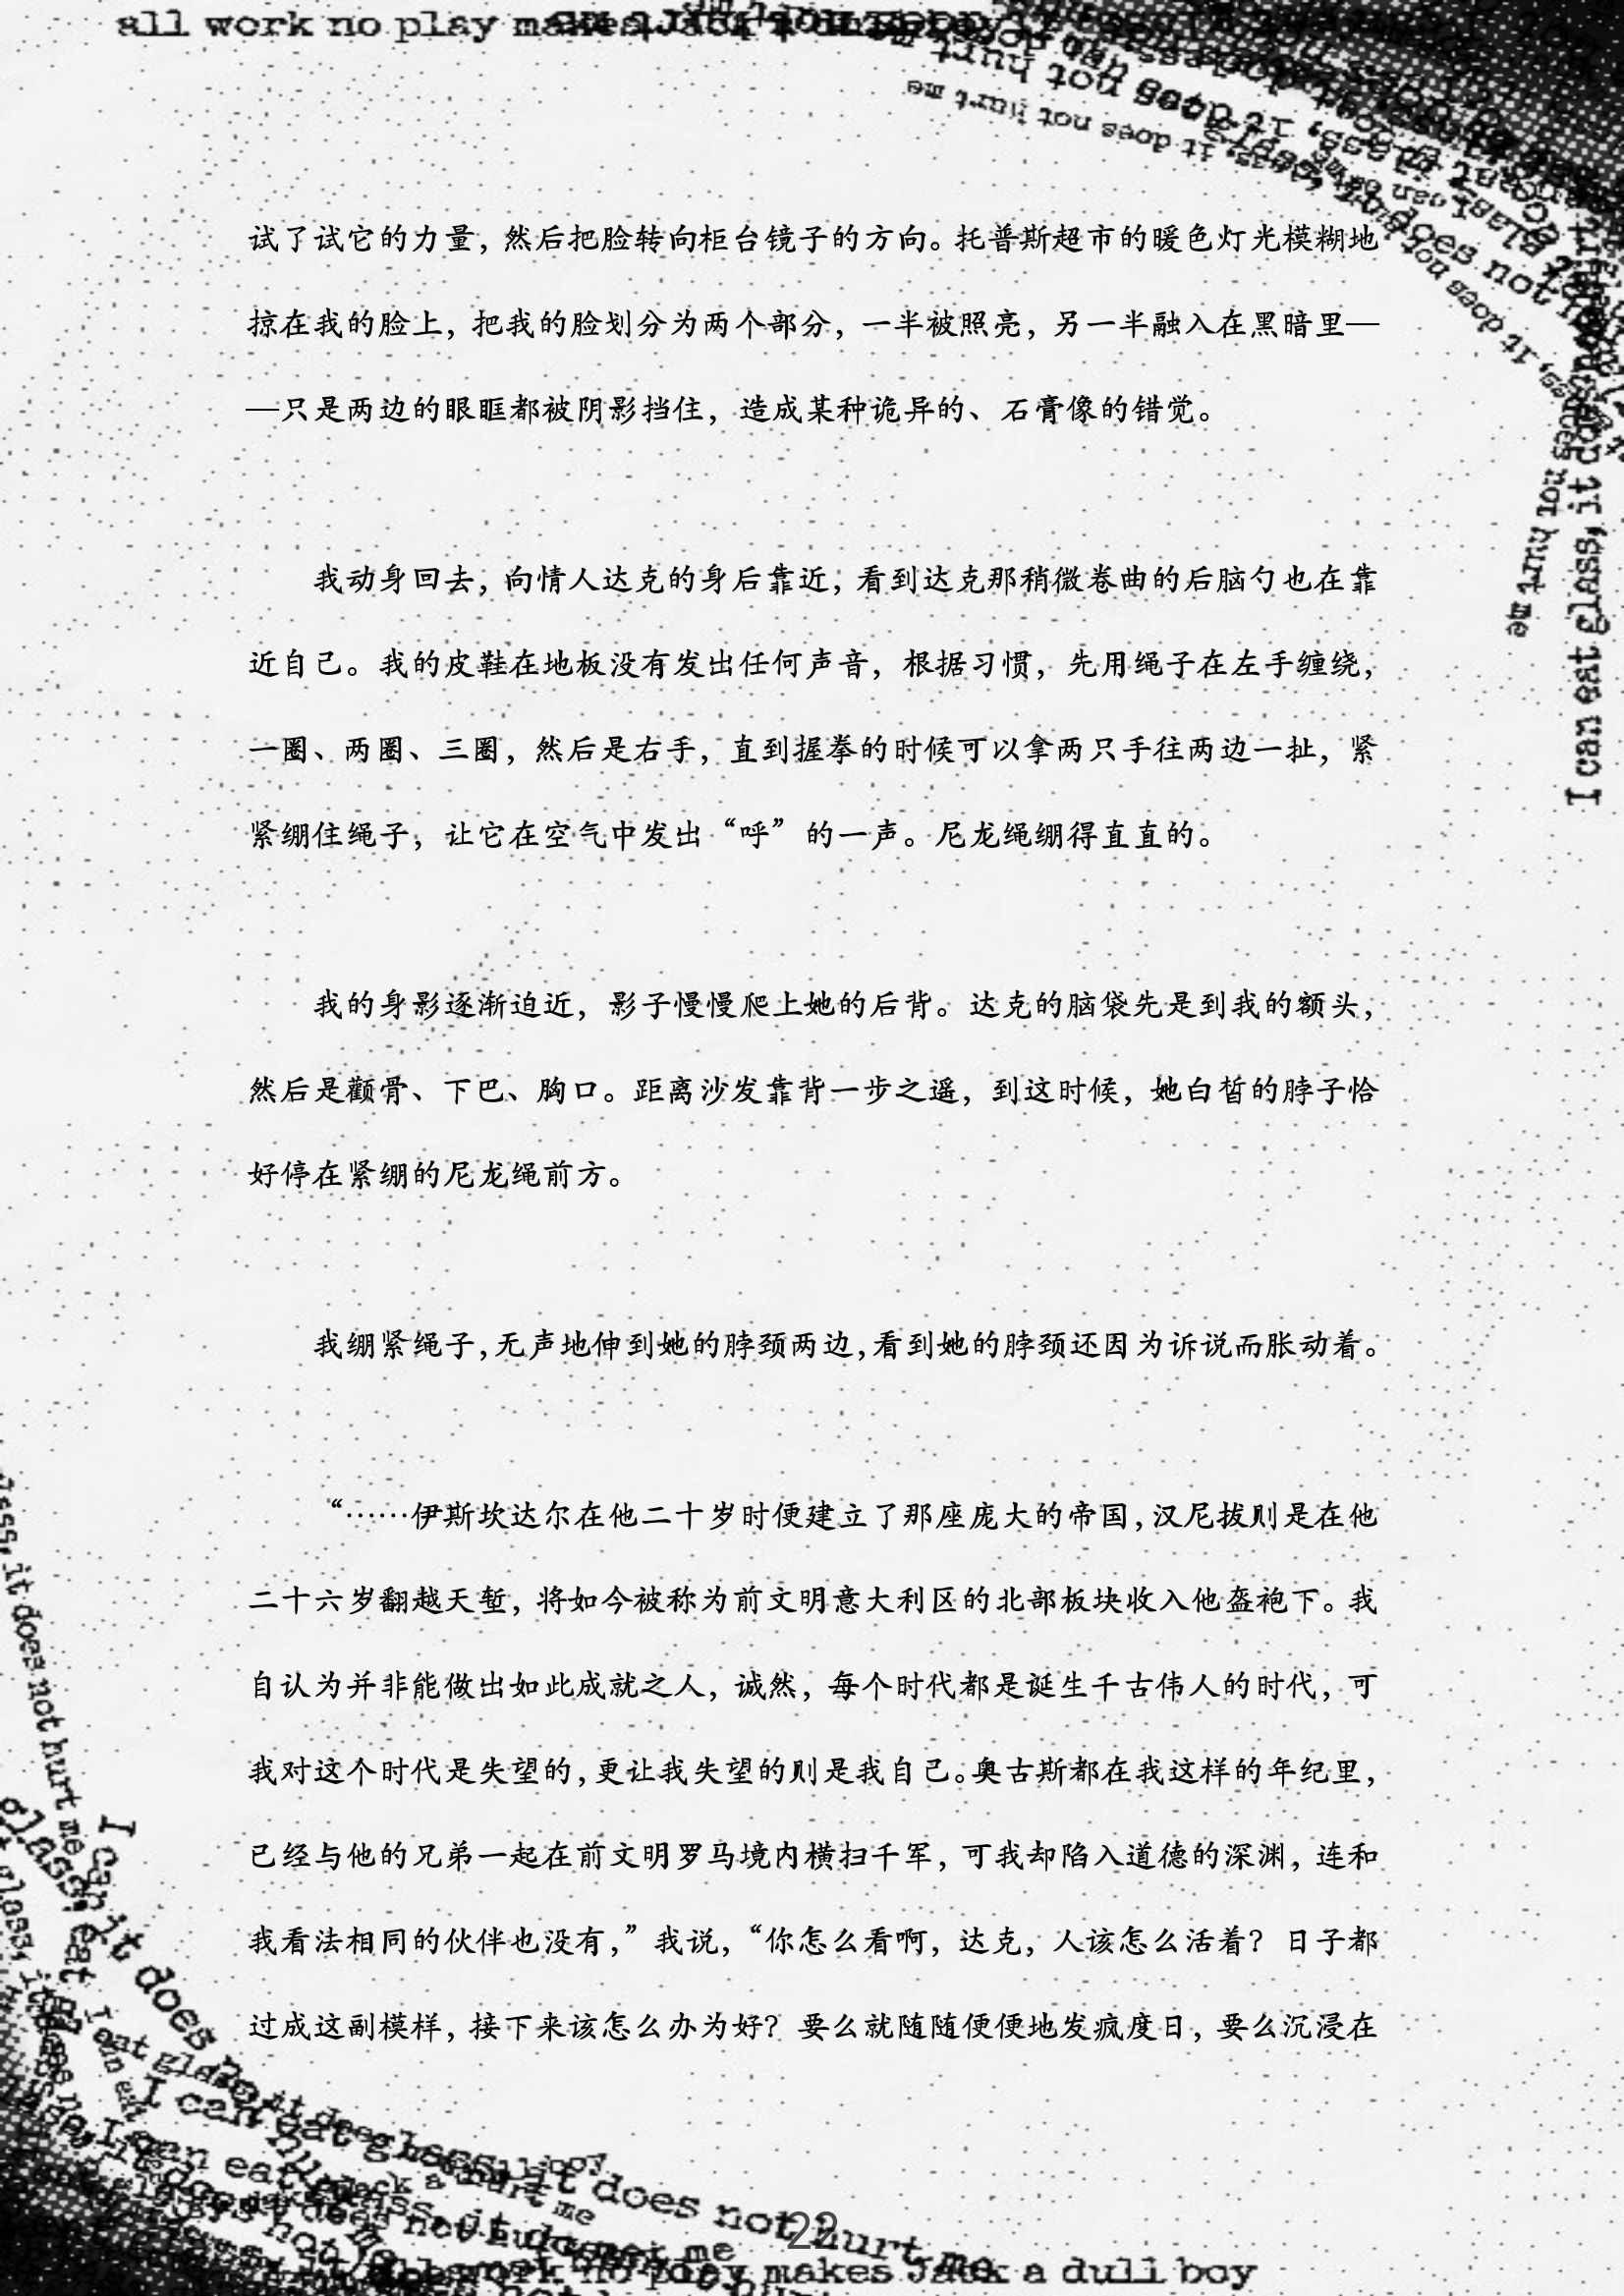 all work no play makes Jack a dull boy
it does not hurt me
I can eat glass, it does not hurt me
试了试它的力量，然后把脸转向柜台镜子的方向。托普斯超市的暖色灯光模糊地
掠在我的脸上，把我的脸划分为两个部分，一半被照亮，另一半融入在黑暗里—
—只是两边的眼眶都被阴影挡住，造成某种诡异的、石膏像的错觉。
我动身回去，向情人达克的身后靠近，看到达克那稍微卷曲的后脑勺也在靠
近自己。我的皮鞋在地板没有发出任何声音，根据习惯，先用绳子在左手缠绕，
一圈、两圈、三圈，然后是右手，直到握拳的时候可以拿两只手往两边一扯，紧
紧绷住绳子，让它在空气中发出“呼”的一声。尼龙绳绷得直直的。
我的身影逐渐迫近，影子慢慢爬上她的后背。达克的脑袋先是到我的额头，
然后是颧骨、下巴、胸口。距离沙发靠背一步之遥，到这时候，她白皙的脖子恰
好停在紧绷的尼龙绳前方。
我绷紧绳子，无声地伸到她的脖颈两边，看到她的脖颈还因为诉说而胀动着。
“……伊斯坎达尔在他二十岁时便建立了那座庞大的帝国，汉尼拔则是在他
二十六岁翻越天堑，将如今被称为前文明意大利区的北部板块收入他盔袍下。我
自认为并非能做出如此成就之人，诚然，每个时代都是诞生千古伟人的时代，可
我对这个时代是失望的，更让我失望的则是我自己。奥古斯都在我这样的年纪里，
已经与他的兄弟一起在前文明罗马境内横扫千军，可我却陷入道德的深渊，连和
我看法相同的伙伴也没有，”我说，“你怎么看啊，达克，人该怎么活着？日子都
过成这副模样，接下来该怎么办为好？要么就随随便便地发疯度日，要么沉浸在
glass, it does not hurt me
I can eat glass, it does not hurt me
22
all work no play makes Jack a dull boy